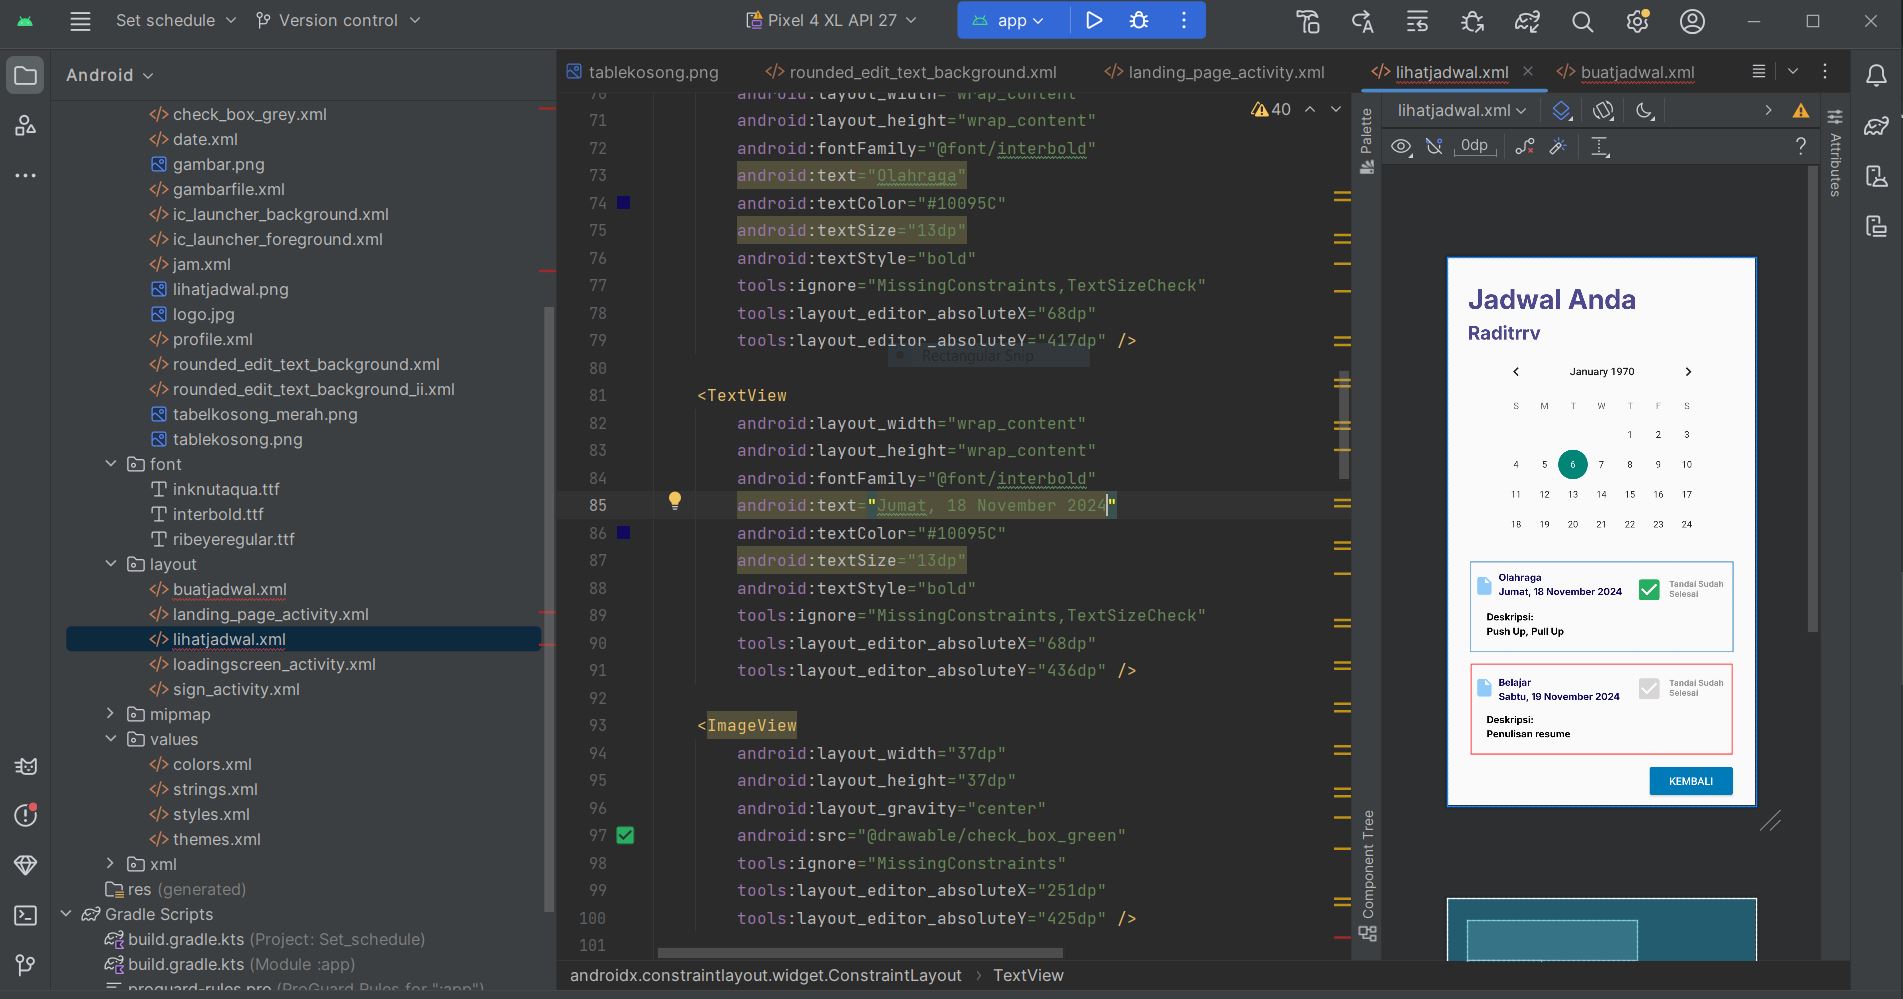 Set schedule
Version control
Pixel 4 XL API 27
app
Android
check_box_grey.xml
date.xml
gambar.png
gambarfile.xml
ic_launcher_background.xml
ic_launcher_foreground.xml
jam.xml
lihatjadwal.png
logo.jpg
profile.xml
rounded_edit_text_background.xml
rounded_edit_text_background_ii.xml
tabelkosong_merah.png
tablekosong.png
font
inknutaqua.ttf
interbold.ttf
ribeyeregular.ttf
layout
buatjadwal.xml
landing_page_activity.xml
lihatjadwal.xml
loadingscreen_activity.xml
sign_activity.xml
mipmap
values
colors.xml
strings.xml
styles.xml
themes.xml
xml
res (generated)
Gradle Scripts
build.gradle.kts (Project: Set_schedule)
build.gradle.kts (Module :app)
proguard-rules.pro (ProGuard Rules for ":app")
tablekosong.png
rounded_edit_text_background.xml
landing_page_activity.xml
lihatjadwal.xml
buatjadwal.xml
40
70 android:layout_width="wrap_content"
71 android:layout_height="wrap_content"
72 android:fontFamily="@font/interbold"
73 android:text="Olahraga"
74 android:textColor="#10095C"
75 android:textSize="13dp"
76 android:textStyle="bold"
77 tools:ignore="MissingConstraints,TextSizeCheck"
78 tools:layout_editor_absoluteX="68dp"
79 tools:layout_editor_absoluteY="417dp" />
Rectangular Snip
80
81 <TextView
82 android:layout_width="wrap_content"
83 android:layout_height="wrap_content"
84 android:fontFamily="@font/interbold"
85 android:text="Jumat, 18 November 2024"
86 android:textColor="#10095C"
87 android:textSize="13dp"
88 android:textStyle="bold"
89 tools:ignore="MissingConstraints,TextSizeCheck"
90 tools:layout_editor_absoluteX="68dp"
91 tools:layout_editor_absoluteY="436dp" />
92
93 <ImageView
94 android:layout_width="37dp"
95 android:layout_height="37dp"
96 android:layout_gravity="center"
97 android:src="@drawable/check_box_green"
98 tools:ignore="MissingConstraints"
99 tools:layout_editor_absoluteX="251dp"
100 tools:layout_editor_absoluteY="425dp" />
101
androidx.constraintlayout.widget.ConstraintLayout > TextView
Palette
Component Tree
lihatjadwal.xml
0dp
?
Attributes
Jadwal Anda
Raditrrv
January 1970
S M T W T F S
1 2 3
4 5 6 7 8 9 10
11 12 13 14 15 16 17
18 19 20 21 22 23 24
Olahraga
Jumat, 18 November 2024
Tandai Sudah
Selesai
Deskripsi:
Push Up, Pull Up
Belajar
Sabtu, 19 November 2024
Tandai Sudah
Selesai
Deskripsi:
Penulisan resume
KEMBALI